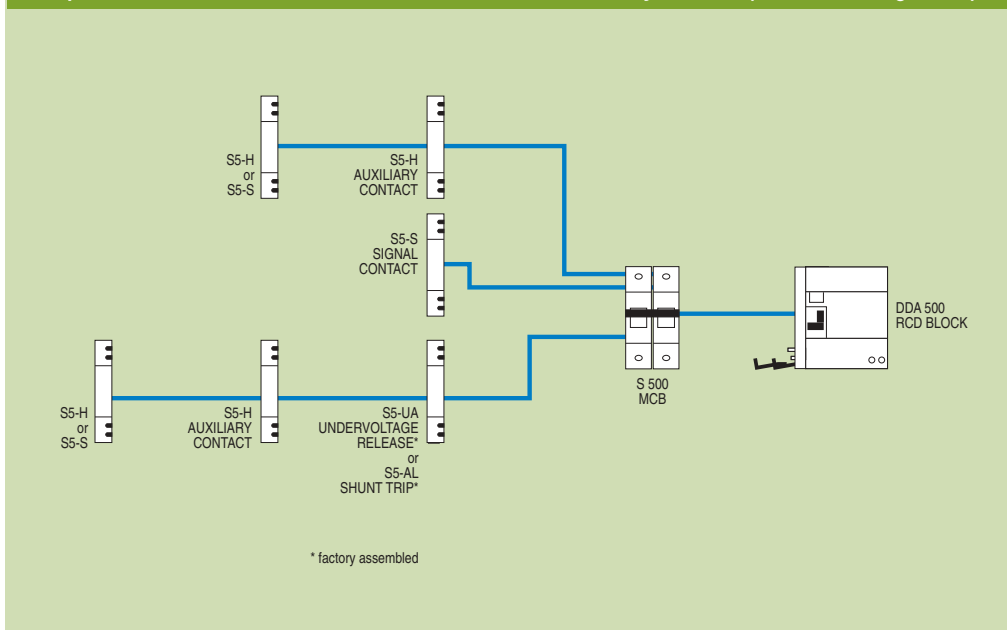 S5-H
or
S5-S
S5-H
AUXILIARY
CONTACT
S5-S
SIGNAL
CONTACT
DDA 500
RCD BLOCK
S 500
MCB
S5-H
or
S5-S
S5-H
AUXILIARY
CONTACT
S5-UA
UNDERVOLTAGE
RELEASE*
or
S5-AL
SHUNT TRIP*
* factory assembled